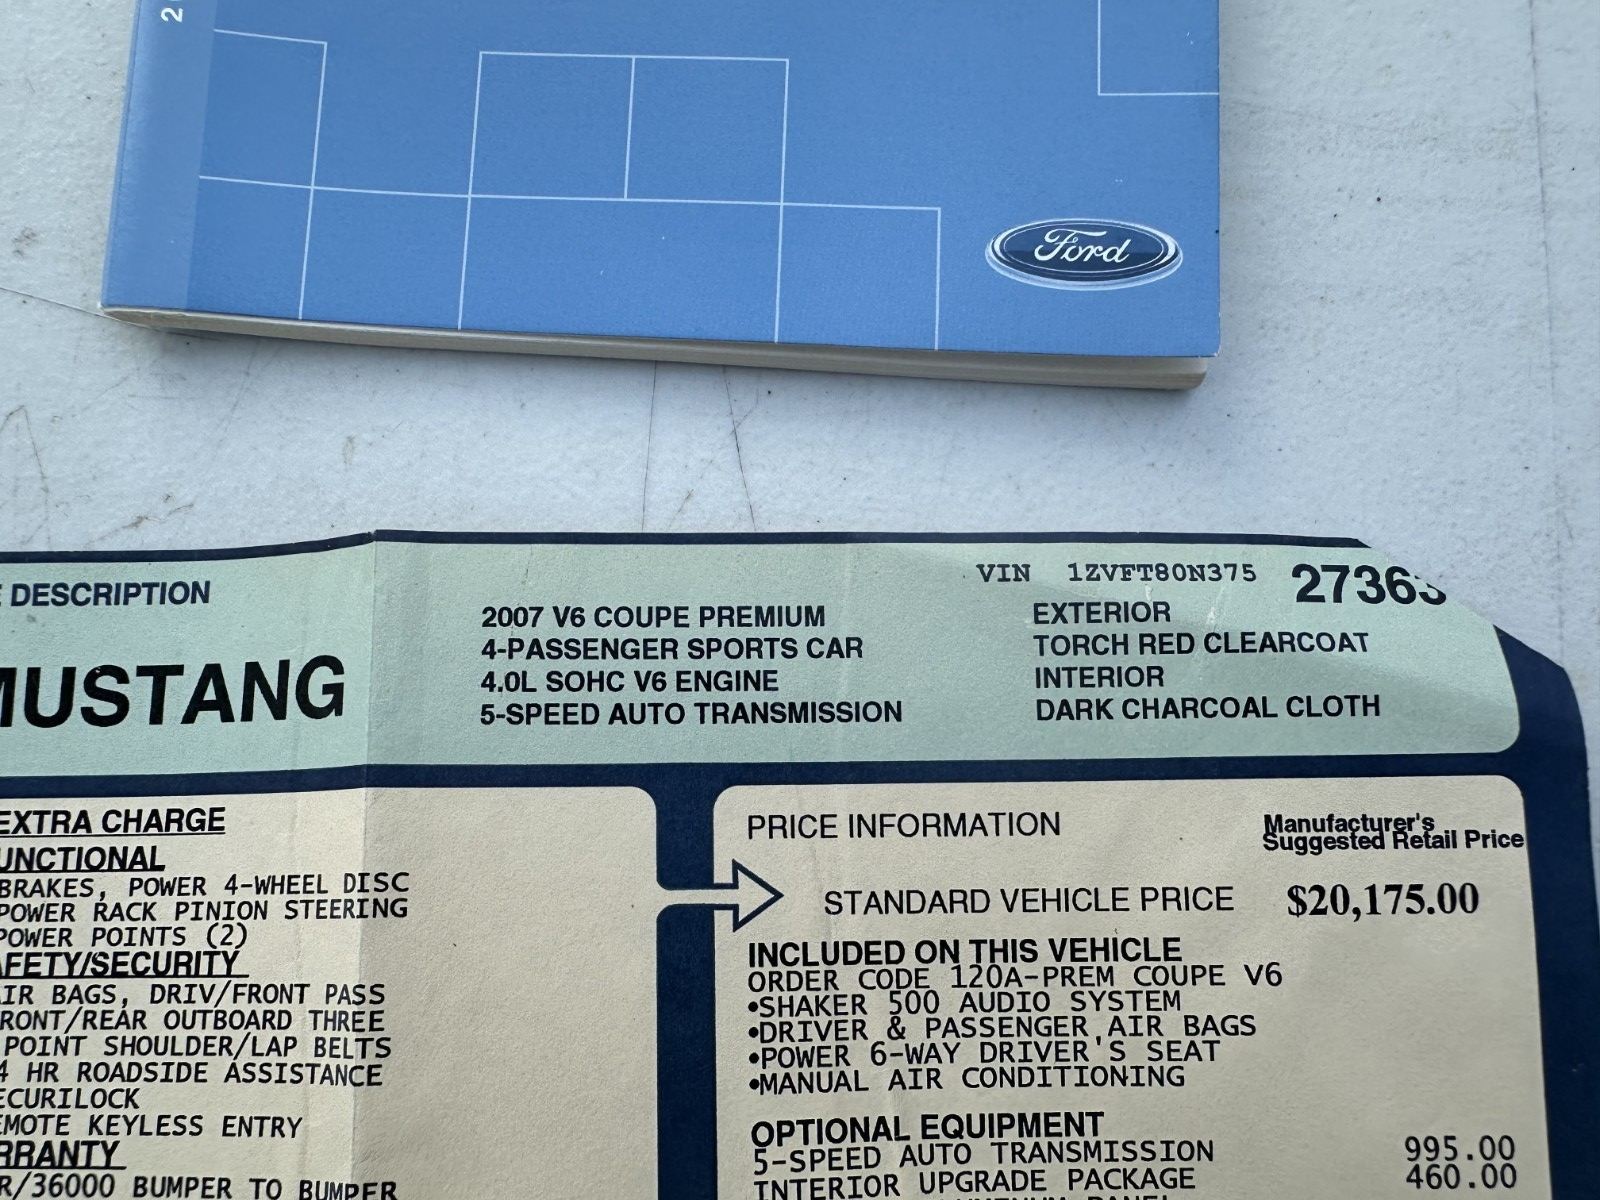 Ford
DESCRIPTION
MUSTANG
2007 V6 COUPE PREMIUM
4-PASSENGER SPORTS CAR
4.0L SOHC V6 ENGINE
5-SPEED AUTO TRANSMISSION
VIN 1ZVFT80N375 27363
EXTERIOR
TORCH RED CLEARCOAT
INTERIOR
DARK CHARCOAL CLOTH
EXTRA CHARGE
UNCTIONAL
BRAKES, POWER 4-WHEEL DISC
POWER RACK PINION STEERING
POWER POINTS (2)
AFETY/SECURITY
AIR BAGS, DRIV/FRONT PASS
RONT/REAR OUTBOARD THREE
POINT SHOULDER/LAP BELTS
4 HR ROADSIDE ASSISTANCE
ECURILOCK
EMOTE KEYLESS ENTRY
RRANTY
R/36000 BUMPER TO BUMPER
PRICE INFORMATION
Manufacturer's
Suggested Retail Price
STANDARD VEHICLE PRICE $20,175.00
INCLUDED ON THIS VEHICLE
ORDER CODE 120A-PREM COUPE V6
•SHAKER 500 AUDIO SYSTEM
•DRIVER & PASSENGER AIR BAGS
•POWER 6-WAY DRIVER'S SEAT
•MANUAL AIR CONDITIONING
OPTIONAL EQUIPMENT
5-SPEED AUTO TRANSMISSION 995.00
INTERIOR UPGRADE PACKAGE 460.00